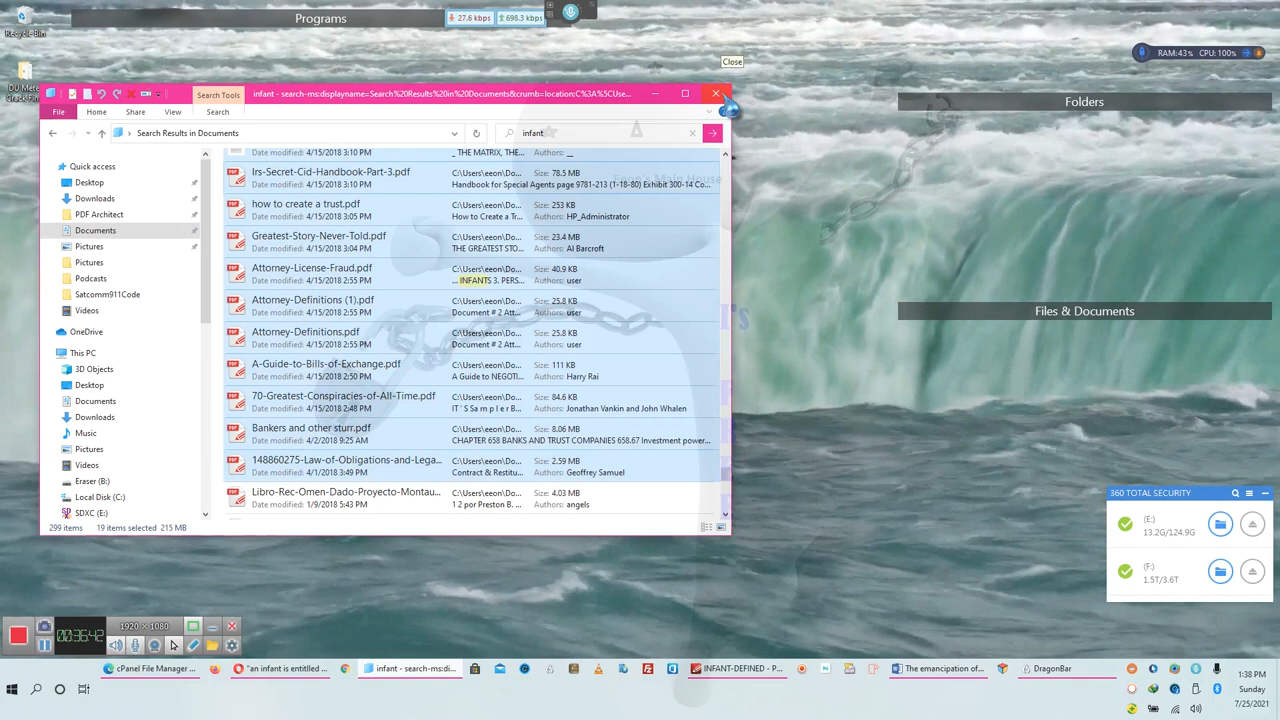 Recycle Bin
Programs
27.6 kbps
698.3 kbps
RAM:43% CPU:100%
Close
Search Tools
infant - search-ms:displayname=Search%20Results%20in%20Documents&crumb=location:C%3A%5CUse...
File Home Share View Search
Folders
Search Results in Documents
infant
Quick access
Desktop
Downloads
PDF Architect
Documents
Pictures
Pictures
Podcasts
Satcomm911Code
Videos
OneDrive
This PC
3D Objects
Desktop
Documents
Downloads
Music
Pictures
Videos
Eraser (B:)
Local Disk (C:)
SDXC (E:)
Date modified: 4/15/2018 3:10 PM _ THE MATRIX, THE... Authors: __
Irs-Secret-Cid-Handbook-Part-3.pdf C:\Users\eeon\Do... Size: 78.5 MB
Date modified: 4/15/2018 3:10 PM Handbook for Special Agents page 9781-213 (1-18-80) Exhibit 300-14 Co...
how to create a trust.pdf C:\Users\eeon\Do... Size: 253 KB
Date modified: 4/15/2018 3:05 PM How to Create a Tr... Authors: HP_Administrator
Greatest-Story-Never-Told.pdf C:\Users\eeon\Do... Size: 23.4 MB
Date modified: 4/15/2018 3:04 PM THE GREATEST STO... Authors: Al Barcroft
Attorney-License-Fraud.pdf C:\Users\eeon\Do... Size: 40.9 KB
Date modified: 4/15/2018 2:55 PM ... INFANTS 3. PERS... Authors: user
Attorney-Definitions (1).pdf C:\Users\eeon\Do... Size: 25.8 KB
Date modified: 4/15/2018 2:55 PM Document # 2 Att... Authors: user
Attorney-Definitions.pdf C:\Users\eeon\Do... Size: 25.8 KB
Date modified: 4/15/2018 2:55 PM Document # 2 Att... Authors: user
A-Guide-to-Bills-of-Exchange.pdf C:\Users\eeon\Do... Size: 111 KB
Date modified: 4/15/2018 2:50 PM A Guide to NEGOTI... Authors: Harry Rai
70-Greatest-Conspiracies-of-All-Time.pdf C:\Users\eeon\Do... Size: 84.6 KB
Date modified: 4/15/2018 2:48 PM IT ' S S a m p l e r B... Authors: Jonathan Vankin and John Whalen
Bankers and other sturr.pdf C:\Users\eeon\Do... Size: 8.06 MB
Date modified: 4/2/2018 9:25 AM CHAPTER 658 BANKS AND TRUST COMPANIES 658.67 Investment power...
148860275-Law-of-Obligations-and-Lega... C:\Users\eeon\Do... Size: 2.59 MB
Date modified: 4/1/2018 3:49 PM Contract & Restitu... Authors: Geoffrey Samuel
Libro-Rec-Omen-Dado-Proyecto-Montau... C:\Users\eeon\Do... Size: 4.03 MB
Date modified: 1/9/2018 5:43 PM 1 2 por Preston B. ... Authors: angels
299 items 19 items selected 215 MB
Eeon's Main House
Files & Documents
360 TOTAL SECURITY
(E:)
13.2G/124.9G
(F:)
1.5T/3.6T
1920 × 1080
00:36:42
cPanel File Manager ...
"an infant is entitlled ...
infant - search-ms:di...
INFANT-DEFINED - P...
The emancipation of...
DragonBar
1:38 PM
Sunday
7/25/2021